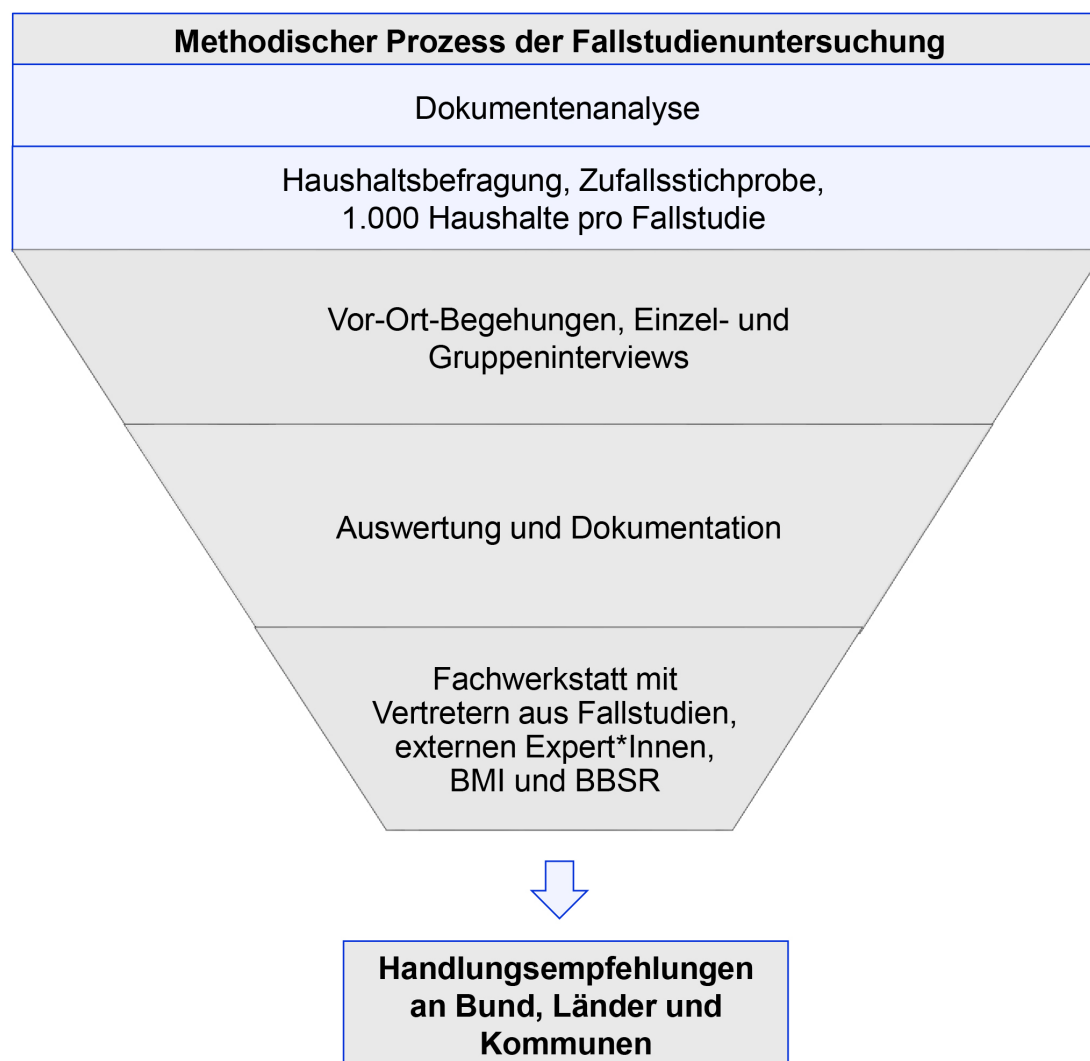 Methodischer Prozess der Fallstudienuntersuchung
Dokumentenanalyse
Haushaltsbefragung, Zufallsstichprobe,
1.000 Haushalte pro Fallstudie
Vor-Ort-Begehungen, Einzel- und
Gruppeninterviews
Auswertung und Dokumentation
Fachwerkstatt mit
Vertretern aus Fallstudien,
externen Expert*Innen,
BMI und BBSR
Handlungsempfehlungen
an Bund, Länder und
Kommunen